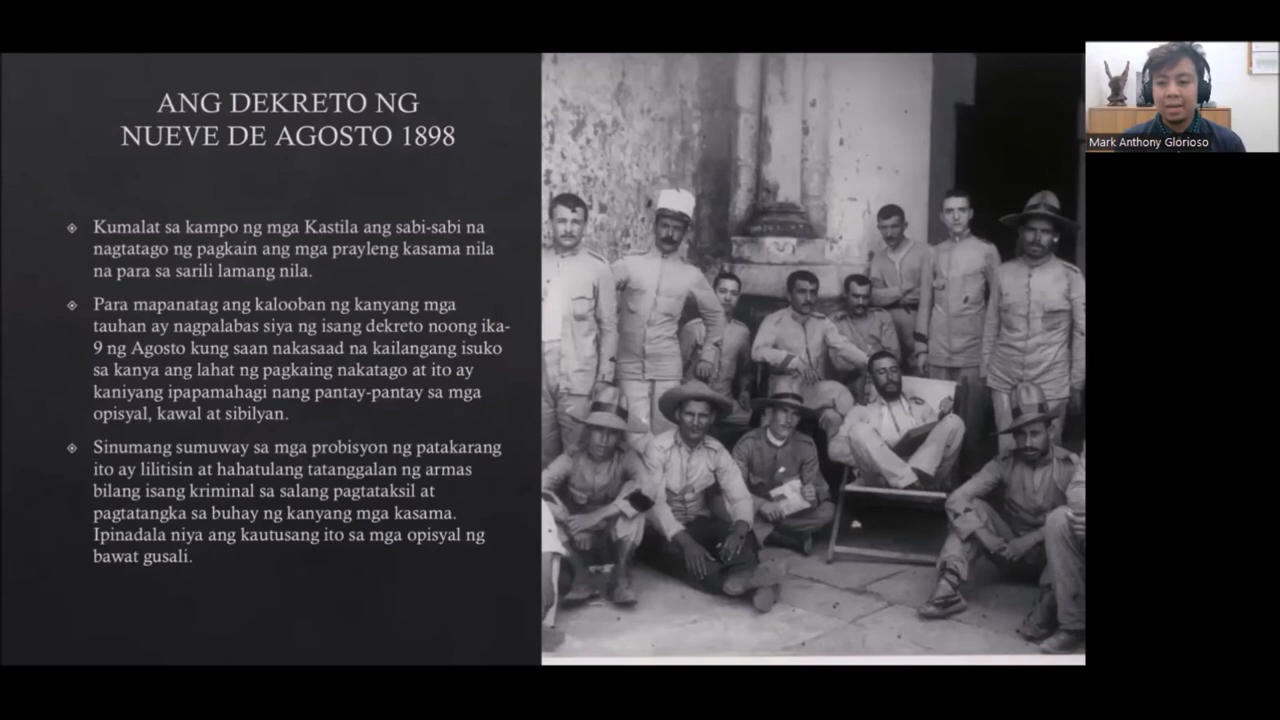 ANG DEKRETO NG
NUEVE DE AGOSTO 1898
Kumalat sa kampo ng mga Kastila ang sabi-sabi na
nagtatago ng pagkain ang mga prayleng kasama nila
na para sa sarili lamang nila.
Para mapanatag ang kalooban ng kanyang mga
tauhan ay nagpalabas siya ng isang dekreto noong ika-
9 ng Agosto kung saan nakasaad na kailangang isuko
sa kanya ang lahat ng pagkaing nakatago at ito ay
kaniyang ipapamahagi nang pantay-pantay sa mga
opisyal, kawal at sibilyan.
Sinumang sumuway sa mga probisyon ng patakarang
ito ay lilitisin at hahatulang tatanggalan ng armas
bilang isang kriminal sa salang pagtataksil at
pagtatangka sa buhay ng kanyang mga kasama.
Ipinadala niya ang kautusang ito sa mga opisyal ng
bawat gusali.
Mark Anthony Glorioso